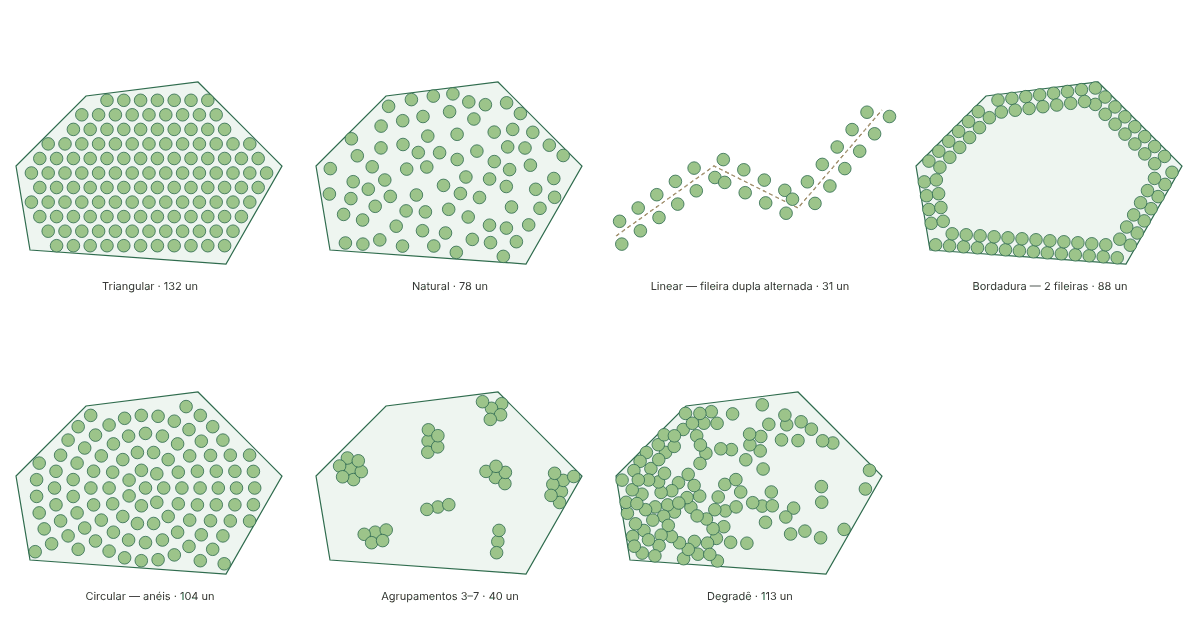 Triangular · 132 un
Natural · 78 un
Linear — fileira dupla alternada · 31 un
Bordadura — 2 fileiras · 88 un
Circular — anéis · 104 un
Agrupamentos 3–7 · 40 un
Degradê · 113 un